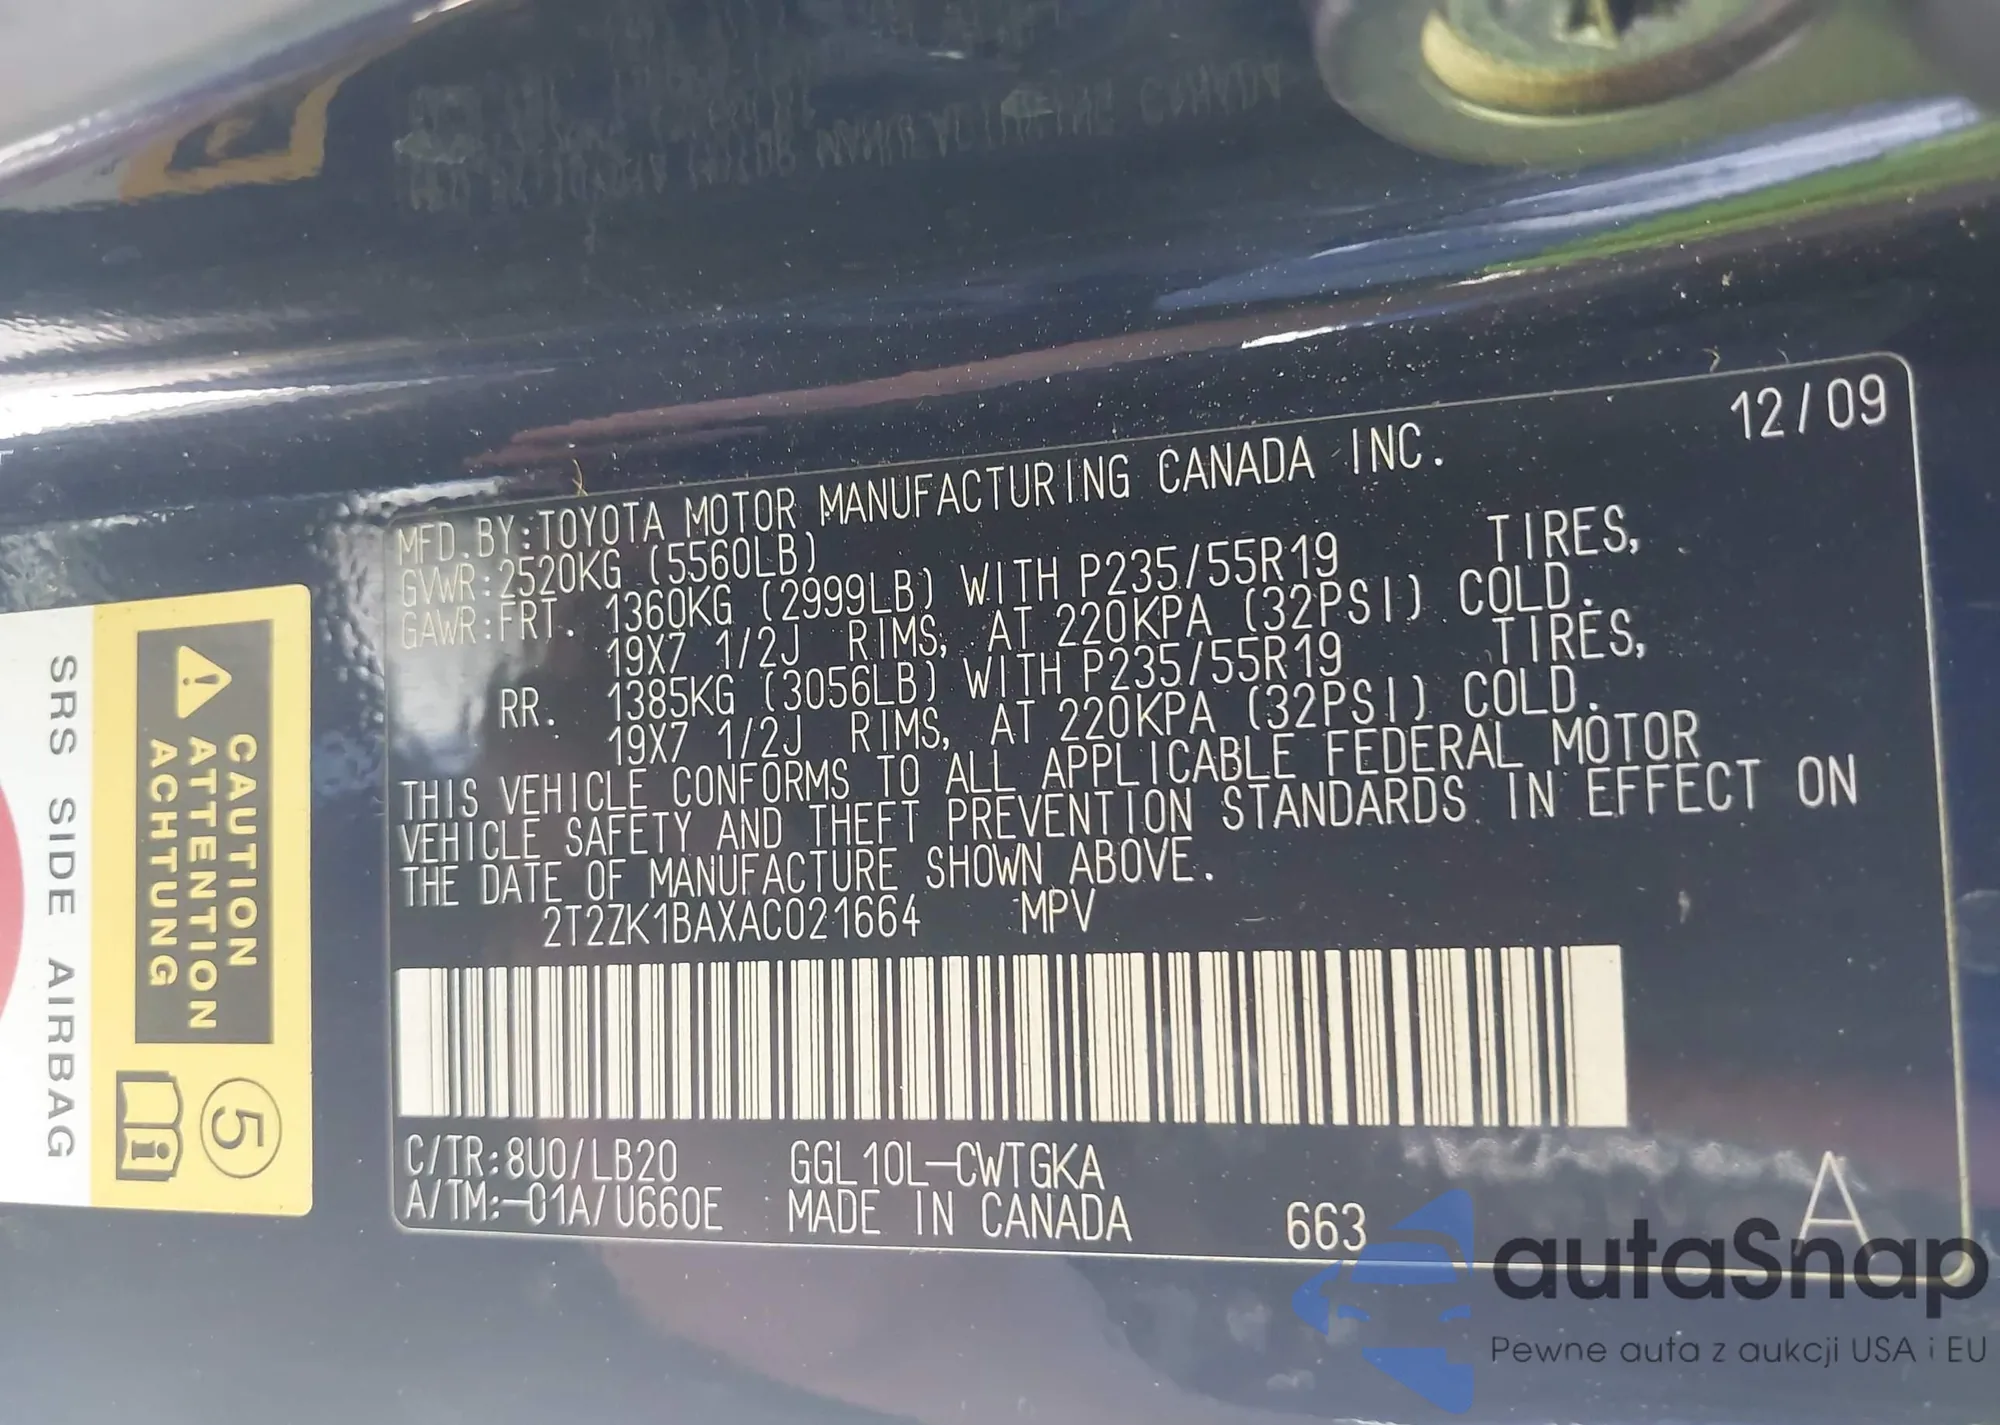 12/09
MFD.BY:TOYOTA MOTOR MANUFACTURING CANADA INC.
GVWR:2520KG (5560LB)
GAWR:FRT. 1360KG (2999LB) WITH P235/55R19 TIRES,
19X7 1/2J RIMS, AT 220KPA (32PSI) COLD.
RR. 1385KG (3056LB) WITH P235/55R19 TIRES,
19X7 1/2J RIMS, AT 220KPA (32PSI) COLD.
THIS VEHICLE CONFORMS TO ALL APPLICABLE FEDERAL MOTOR
VEHICLE SAFETY AND THEFT PREVENTION STANDARDS IN EFFECT ON
THE DATE OF MANUFACTURE SHOWN ABOVE.
2T2ZK1BAXAC021664 MPV
C/TR:8U0/LB20 GGL10L-CWTGKA
A/TM:-01A/U660E MADE IN CANADA 663 A
CAUTION
ATTENTION
ACHTUNG
5
i
SRS SIDE AIRBAG
autaSnap
Pewne auta z aukcji USA i EU